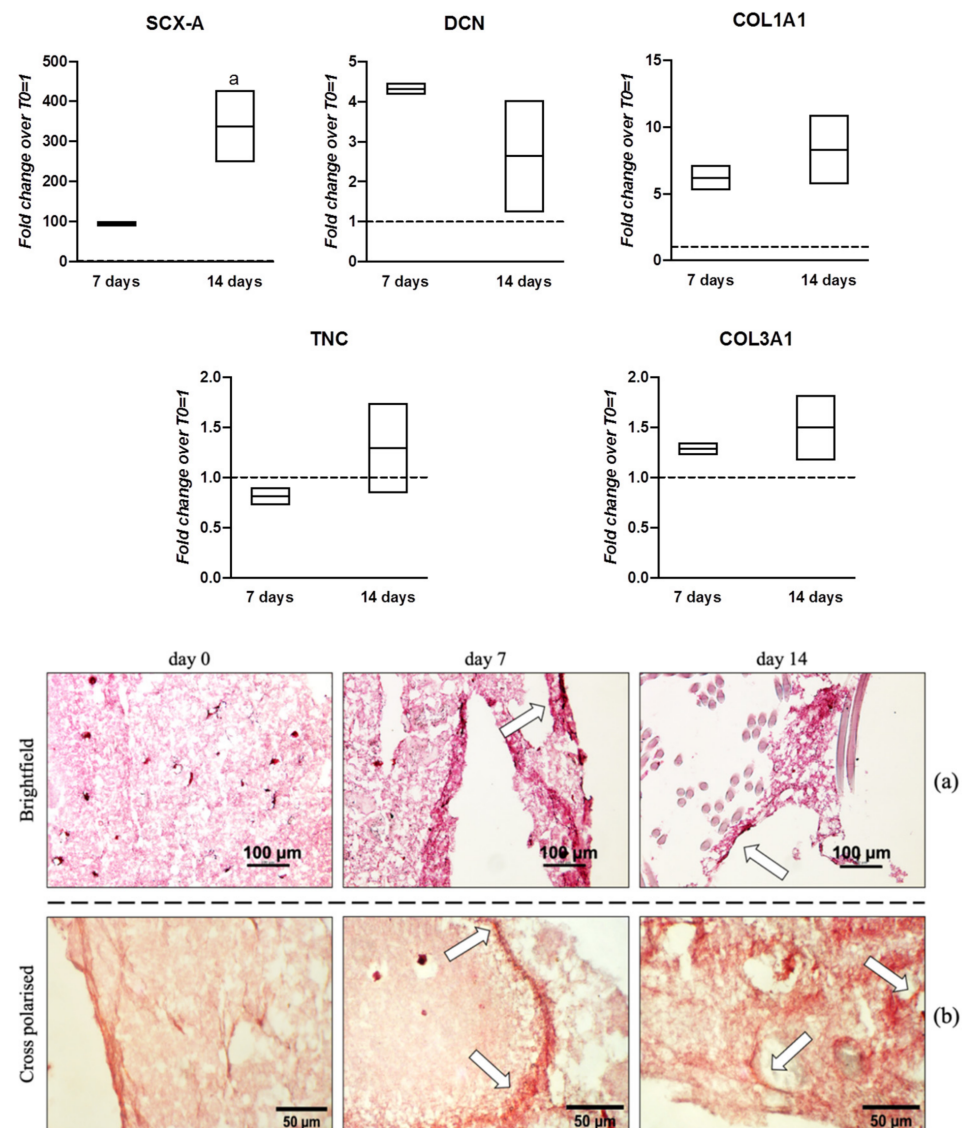 SCX-A
Fold change over T0=1
500
400
300
200
100
0
a
7 days 14 days
DCN
Fold change over T0=1
5
4
3
2
1
0
7 days 14 days
COL1A1
Fold change over T0=1
15
10
5
0
7 days 14 days
TNC
Fold change over T0=1
2.0
1.5
1.0
0.5
0.0
7 days 14 days
COL3A1
Fold change over T0=1
2.0
1.5
1.0
0.5
0.0
7 days 14 days
day 0 day 7 day 14
Brightfield
100 µm 100 µm 100 µm
(a)
Cross polarised
50 µm 50 µm 50 µm
(b)